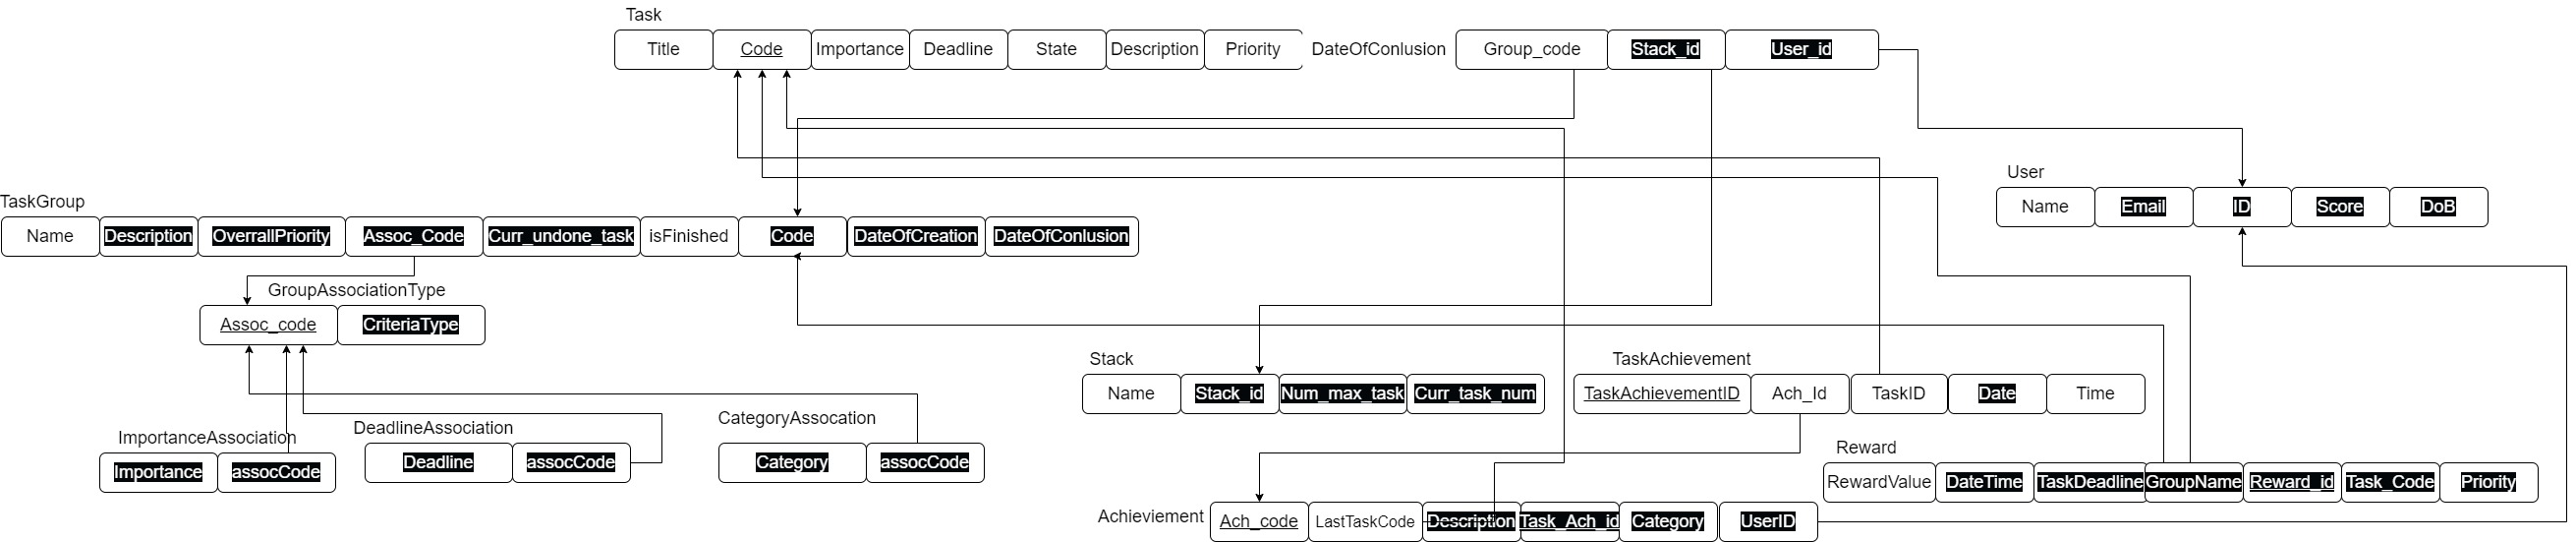 Task
Title Code Importance Deadline State Description Priority DateOfConlusion Group_code Stack_id User_id
User
Name Email ID Score DoB
TaskGroup
Name Description OverrallPriority Assoc_Code Curr_undone_task isFinished Code DateOfCreation DateOfConlusion
GroupAssociationType
Assoc_code CriteriaType
Stack
Name Stack_id Num_max_task Curr_task_num
TaskAchievement
TaskAchievementID Ach_Id TaskID Date Time
ImportanceAssociation
Importance assocCode
DeadlineAssociation
Deadline assocCode
CategoryAssocation
Category assocCode
Reward
RewardValue DateTime TaskDeadline GroupName Reward_id Task_Code Priority
Achieviement
Ach_code LastTaskCode Description Task_Ach_id Category UserID